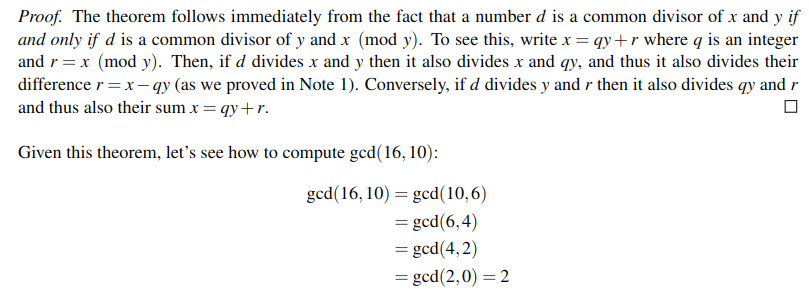 Proof. The theorem follows immediately from the fact that a number d is a common divisor of x and y if
and only if d is a common divisor of y and x (mod y). To see this, write x = qy+r where q is an integer
and r = x (mod y). Then, if d divides x and y then it also divides x and qy, and thus it also divides their
difference r = x−qy (as we proved in Note 1). Conversely, if d divides y and r then it also divides qy and r
and thus also their sum x = qy+r. □
Given this theorem, let's see how to compute gcd(16,10):
gcd(16,10) = gcd(10,6)
= gcd(6,4)
= gcd(4,2)
= gcd(2,0) = 2